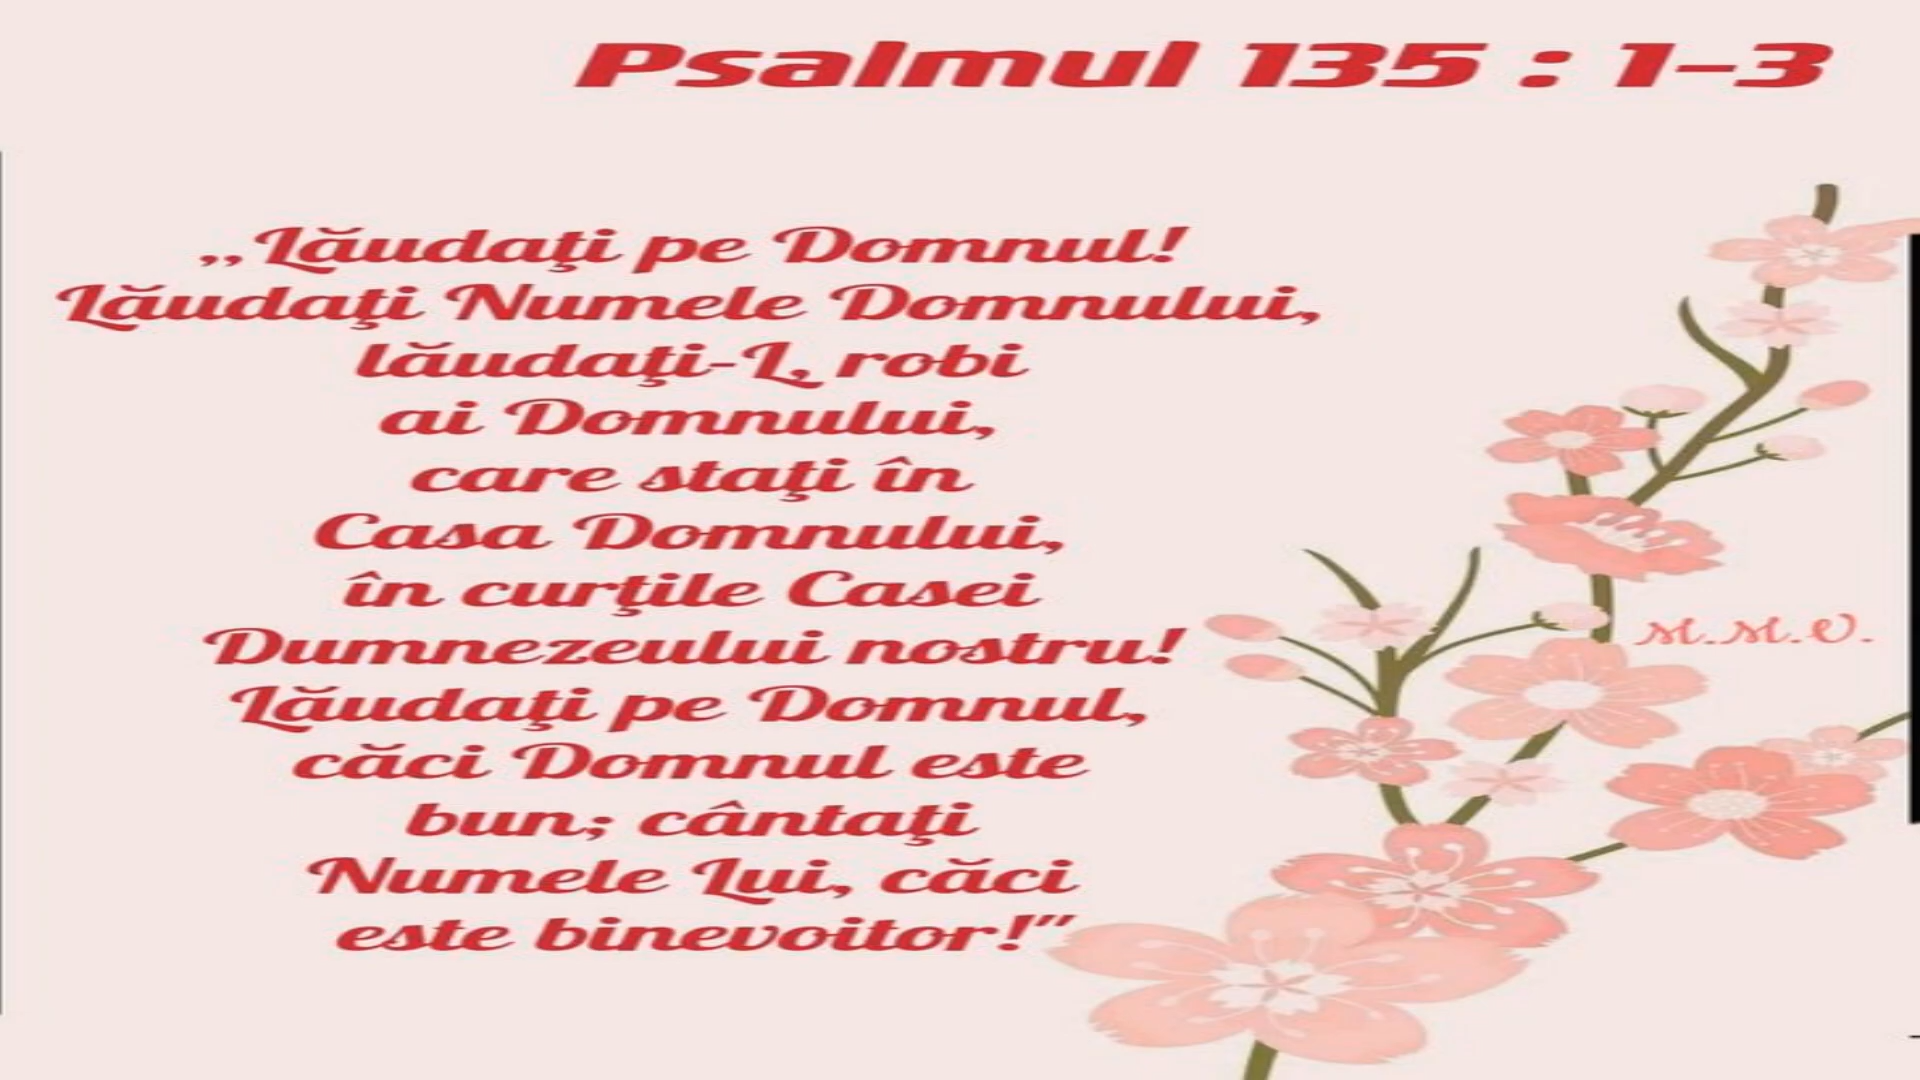 Psalmul 135 : 1-3
„Lăudaţi pe Domnul!
Lăudaţi Numele Domnului,
lăudaţi-L, robi
ai Domnului,
care staţi în
Casa Domnului,
în curţile Casei
Dumnezeului nostru!
Lăudaţi pe Domnul,
căci Domnul este
bun; cântaţi
Numele Lui, căci
este binevoitor!”
M.M.V.